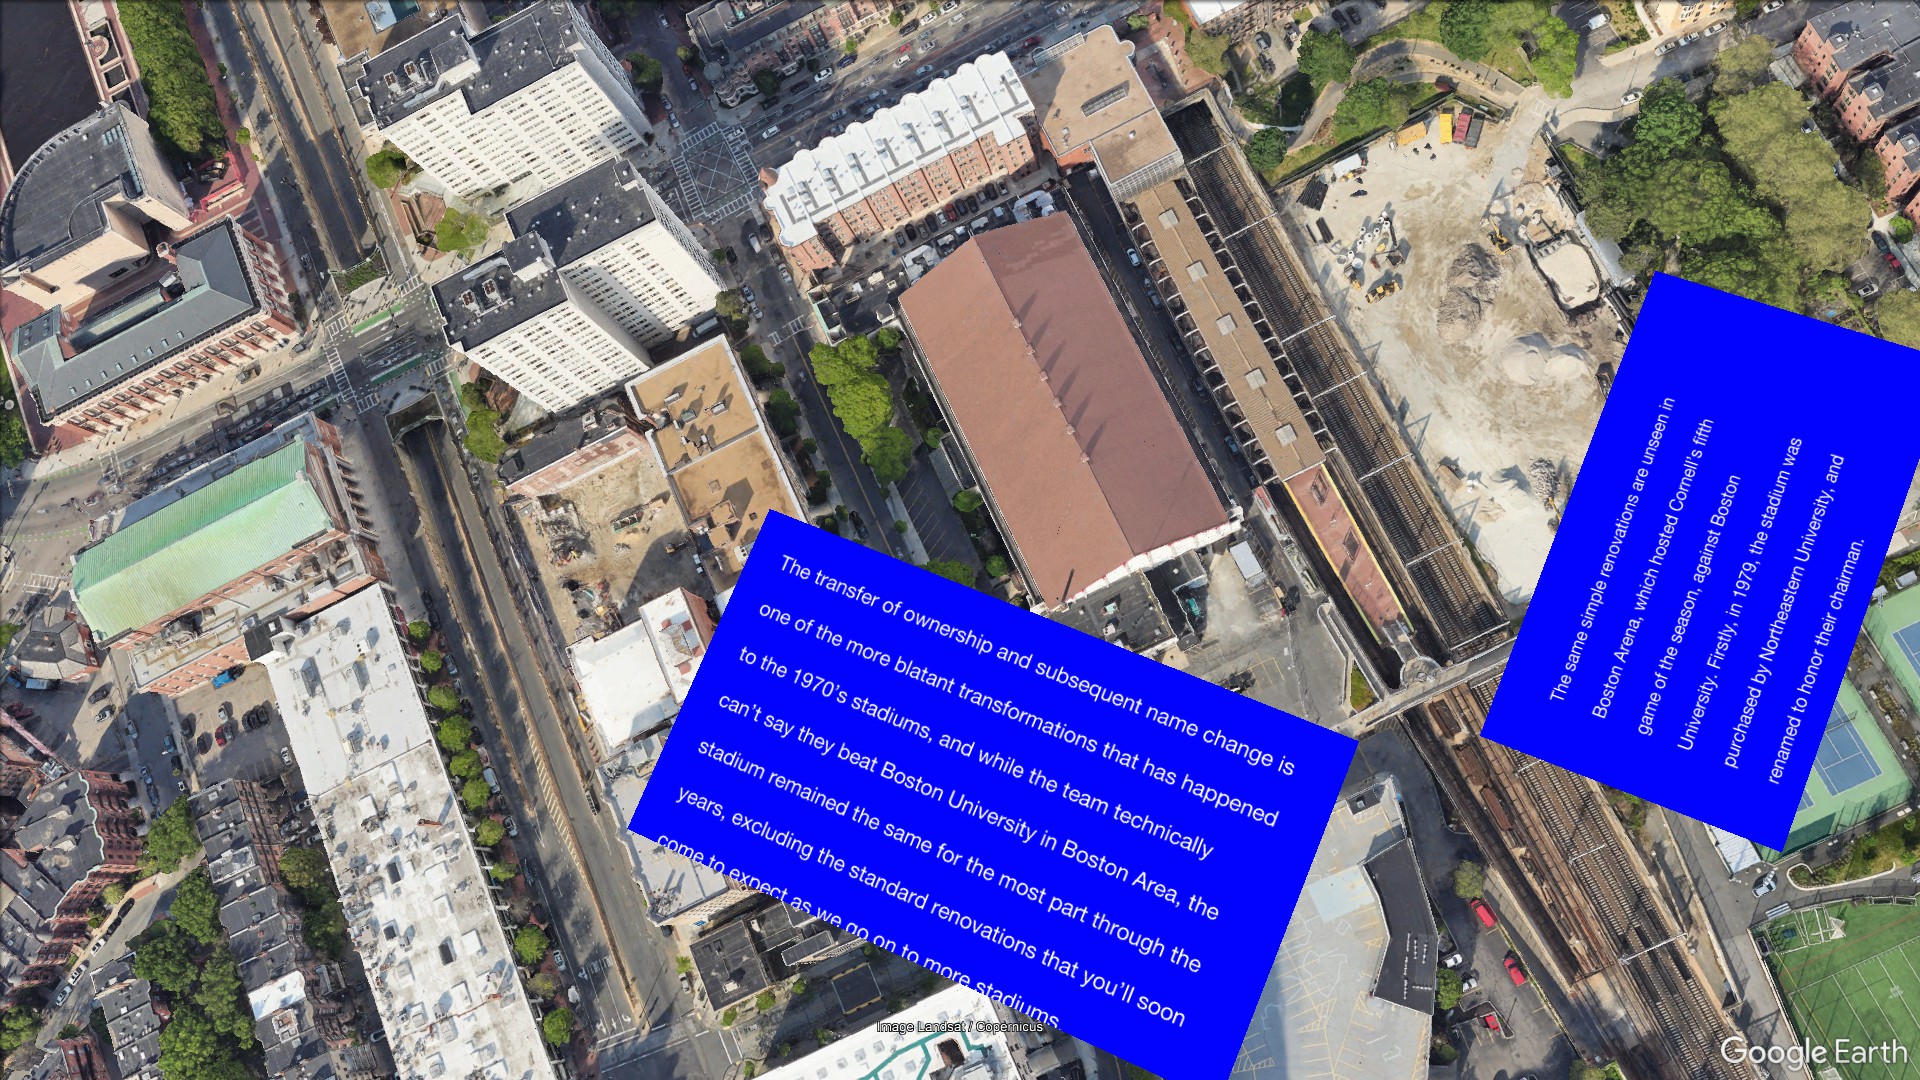 The same simple renovations are unseen in
Boston Arena, which hosted Cornell's fifth
game of the season, against Boston
University. Firstly, in 1979, the stadium was
purchased by Northeastern University, and
renamed to honor their chairman.
The transfer of ownership and subsequent name change is
one of the more blatant transformations that has happened
to the 1970's stadiums, and while the team technically
can't say they beat Boston University in Boston Area, the
stadium remained the same for the most part through the
years, excluding the standard renovations that you'll soon
come to expect as we go on to more stadiums.
Image Landsat / Copernicus
Google Earth